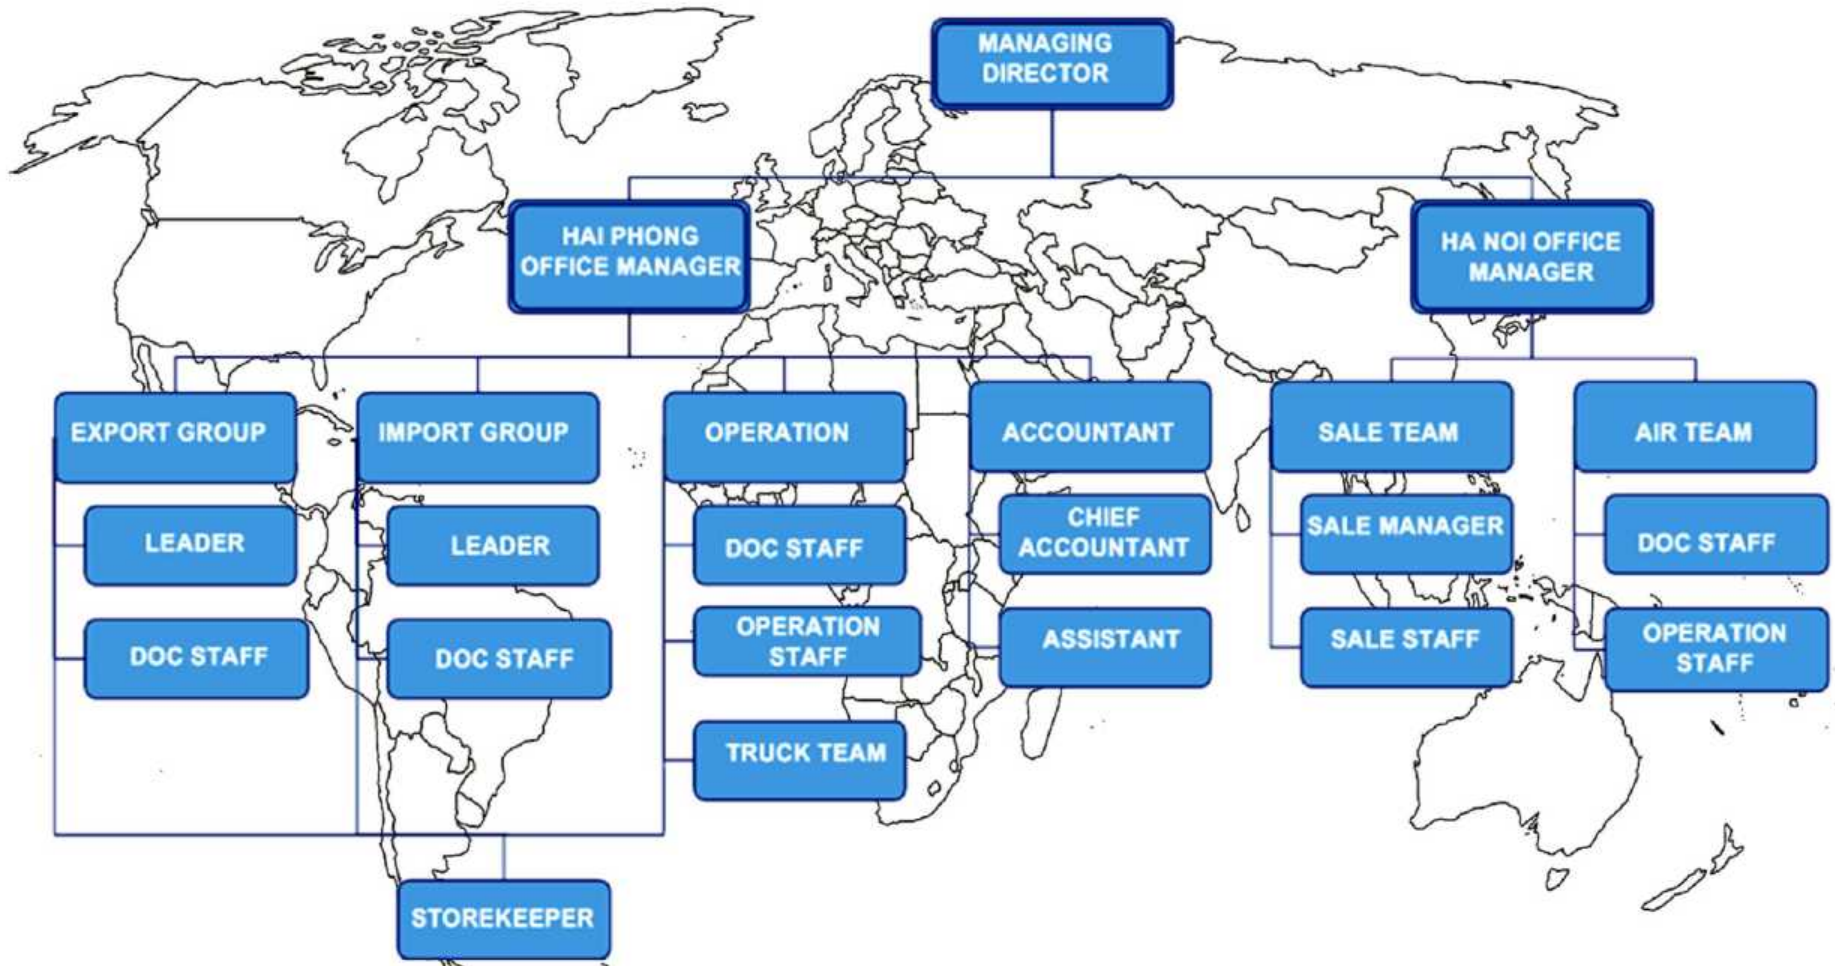 MANAGING
DIRECTOR
HAI PHONG
OFFICE MANAGER
HA NOI OFFICE
MANAGER
EXPORT GROUP
IMPORT GROUP
OPERATION
ACCOUNTANT
SALE TEAM
AIR TEAM
LEADER
LEADER
DOC STAFF
CHIEF
ACCOUNTANT
SALE MANAGER
DOC STAFF
DOC STAFF
DOC STAFF
OPERATION
STAFF
ASSISTANT
SALE STAFF
OPERATION
STAFF
TRUCK TEAM
STOREKEEPER